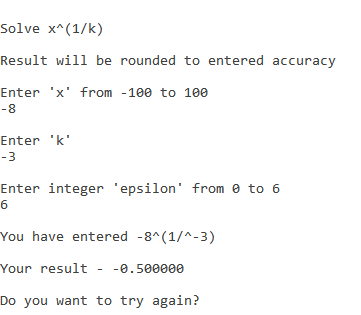 Solve x^(1/k)
Result will be rounded to entered accuracy
Enter 'x' from -100 to 100
-8
Enter 'k'
-3
Enter integer 'epsilon' from 0 to 6
6
You have entered -8^(1/^-3)
Your result - -0.500000
Do you want to try again?